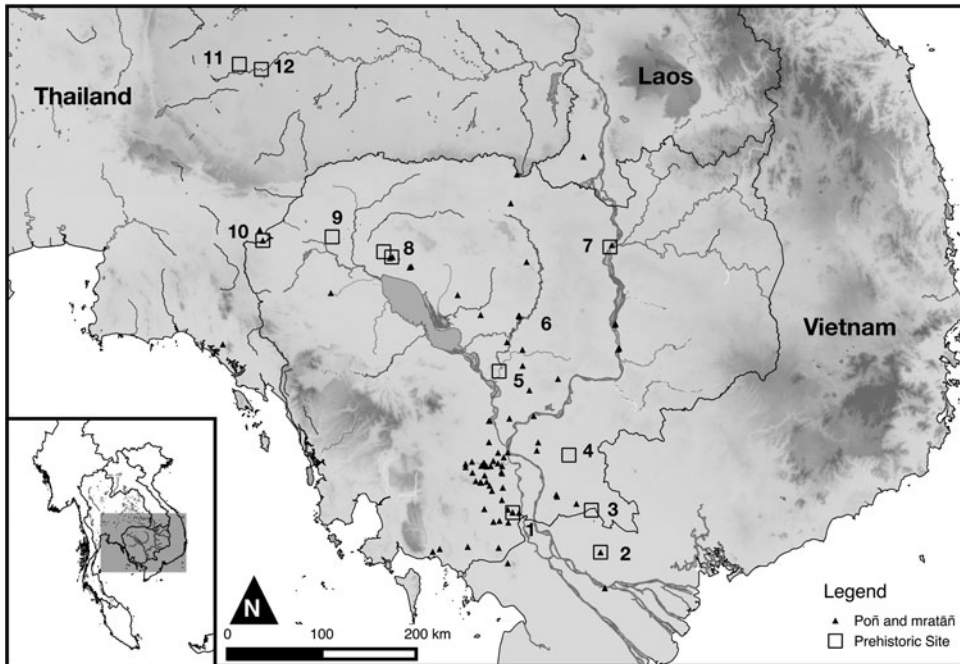 11
12
Laos
Thailand
10
9
8
7
6
Vietnam
5
4
3
1
2
N
Legend
Poñ and mratāñ
Prehistoric Site
0 100 200 km